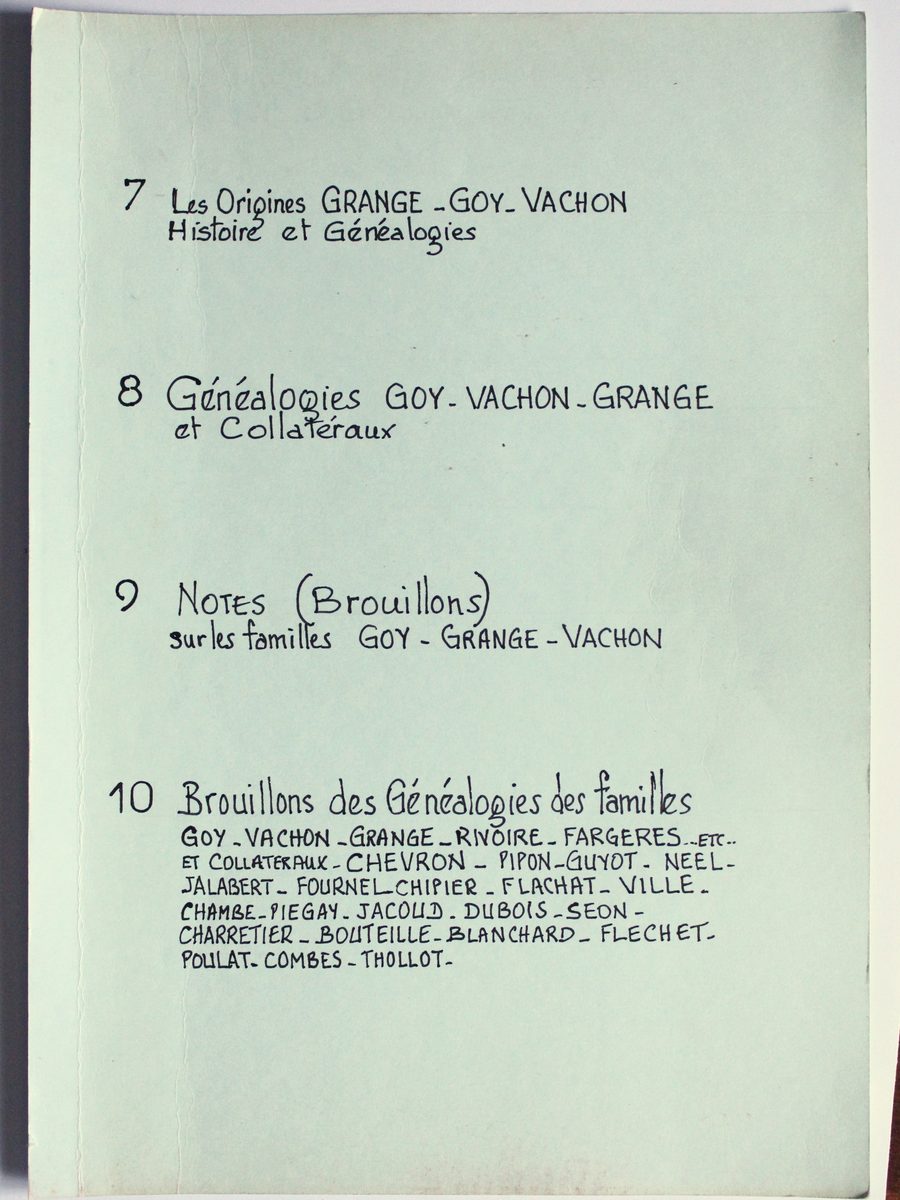 7 Les Origines GRANGE - GOY - VACHON
Histoire et Généalogies
8 Généalogies GOY - VACHON - GRANGE
et Collatéraux
9 NOTES (Brouillons)
sur les familles GOY - GRANGE - VACHON
10 Brouillons des Généalogies des familles
GOY - VACHON - GRANGE - RIVOIRE - FARGERES ... ETC..
ET COLLATERAUX - CHEVRON - PIPON - GUYOT - NEEL -
JALABERT - FOURNEL - CHIPIER - FLACHAT - VILLE -
CHAMBE - PIEGAY - JACOUD - DUBOIS - SEON -
CHARRETIER - BOUTEILLE - BLANCHARD - FLECHET -
POULAT - COMBES - THOLLOT -